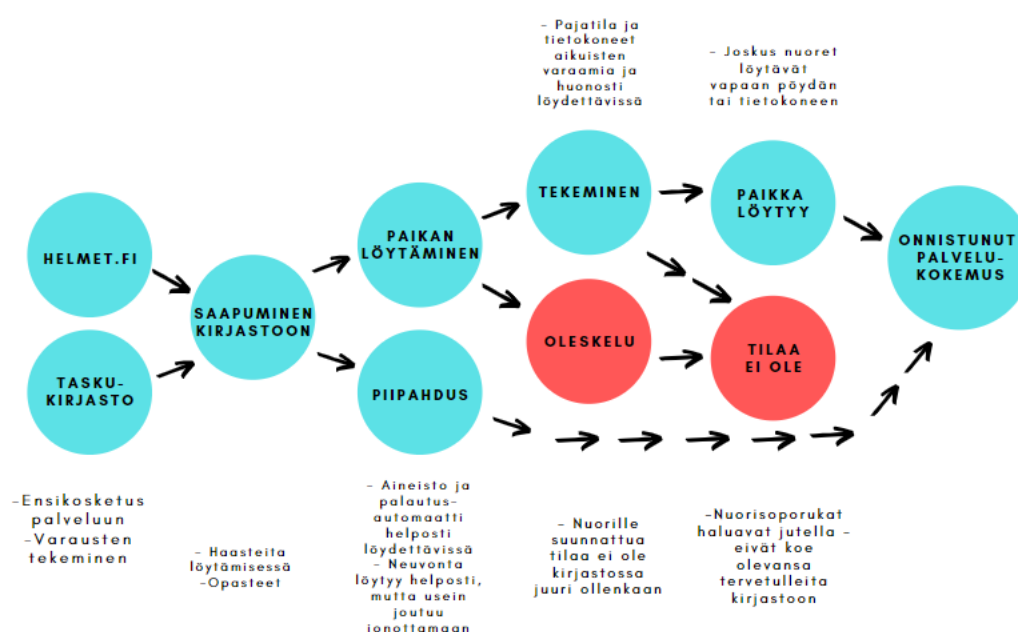 - Pajatila ja
tietokoneet
aikuisten
varaamia ja
huonosti
löydettävissä
- Joskus nuoret
löytävät
vapaan pöydän
tai tietokoneen
HELMET.FI
TASKU-
KIRJASTO
SAAPUMINEN
KIRJASTOON
PAIKAN
LÖYTÄMINEN
PIIPAHDUS
TEKEMINEN
OLESKELU
PAIKKA
LÖYTYY
TILAA
EI OLE
ONNISTUNUT
PALVELU-
KOKEMUS
-Ensikosketus
palveluun
-Varausten
tekeminen
- Haasteita
löytämisessä
-Opasteet
- Aineisto ja
palautus-
automaatti
helposti
löydettävissä
- Neuvonta
löytyy helposti,
mutta usein
joutuu
jonottamaan
- Nuorille
suunnattua
tilaa ei ole
kirjastossa
juuri ollenkaan
-Nuorisoporukat
haluavat jutella -
eivät koe
olevansa
tervetulleita
kirjastoon